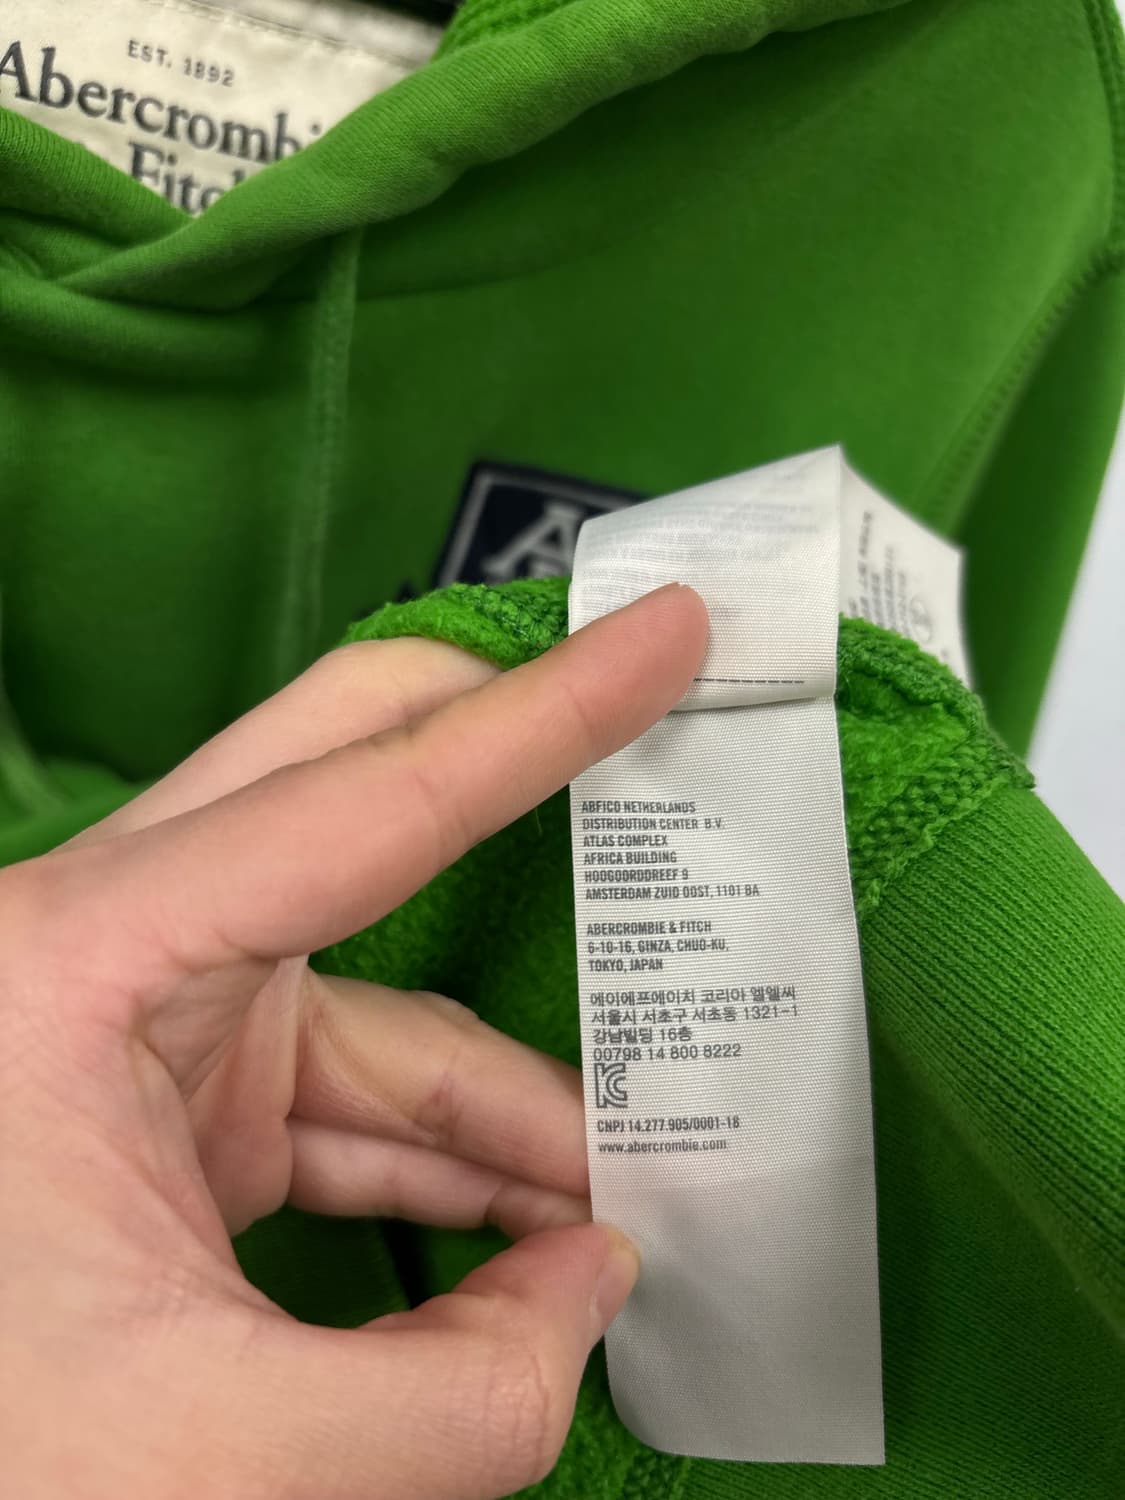 EST. 1892
Abercrombi
Fitch
ABFICO NETHERLANDS
DISTRIBUTION CENTER B.V.
ATLAS COMPLEX
AFRICA BUILDING
HOOGOORDDREEF 9
AMSTERDAM ZUID OOST, 1101 BA
ABERCROMBIE & FITCH
6-10-16, GINZA, CHUO-KU,
TOKYO, JAPAN
에이에프에이치 코리아 엘엘씨
서울시 서초구 서초동 1321-1
강남빌딩 16층
00798 14 800 8222
KC
CNPJ 14.277.905/0001-18
www.abercrombie.com